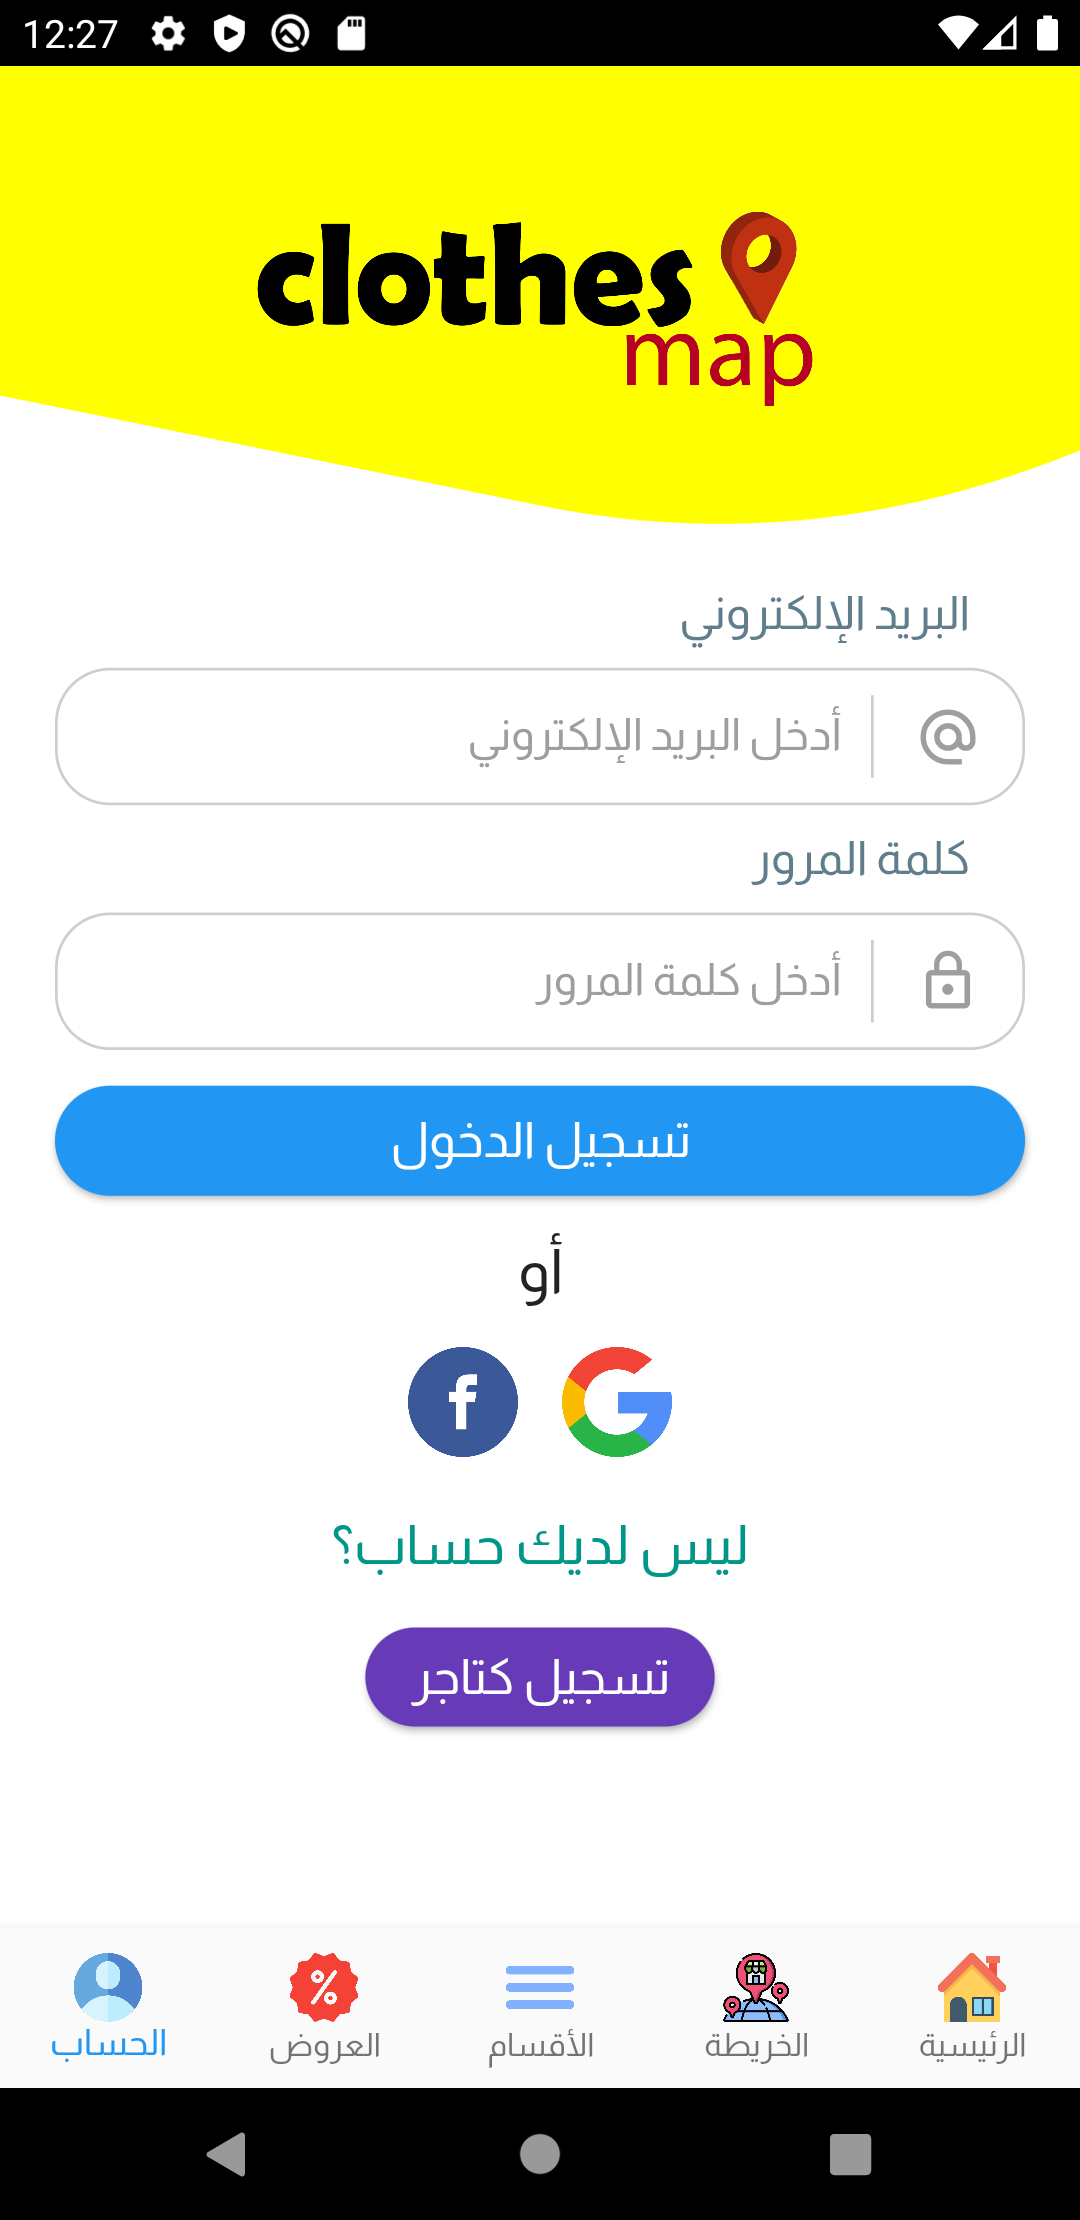 12:27
clothes
map
البريد الإلكتروني
أدخل البريد الإلكتروني
كلمة المرور
أدخل كلمة المرور
تسجيل الدخول
أو
ليس لديك حساب؟
تسجيل كتاجر
الرئيسية
الخريطة
الأقسام
العروض
الحساب